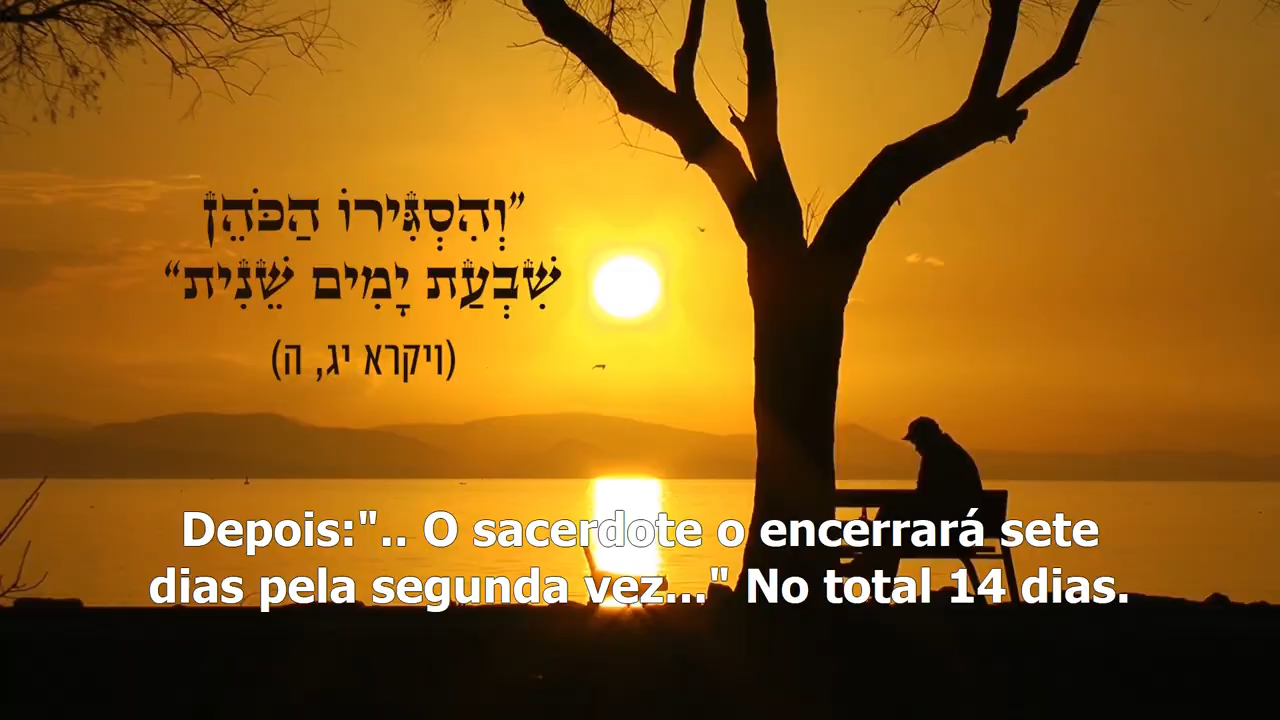 "וְהִסְגִּירוֹ הַכֹּהֵן
שִׁבְעַת יָמִים שֵׁנִית"
(ויקרא יג, ה)
Depois:".. O sacerdote o encerrará sete
dias pela segunda vez..." No total 14 dias.